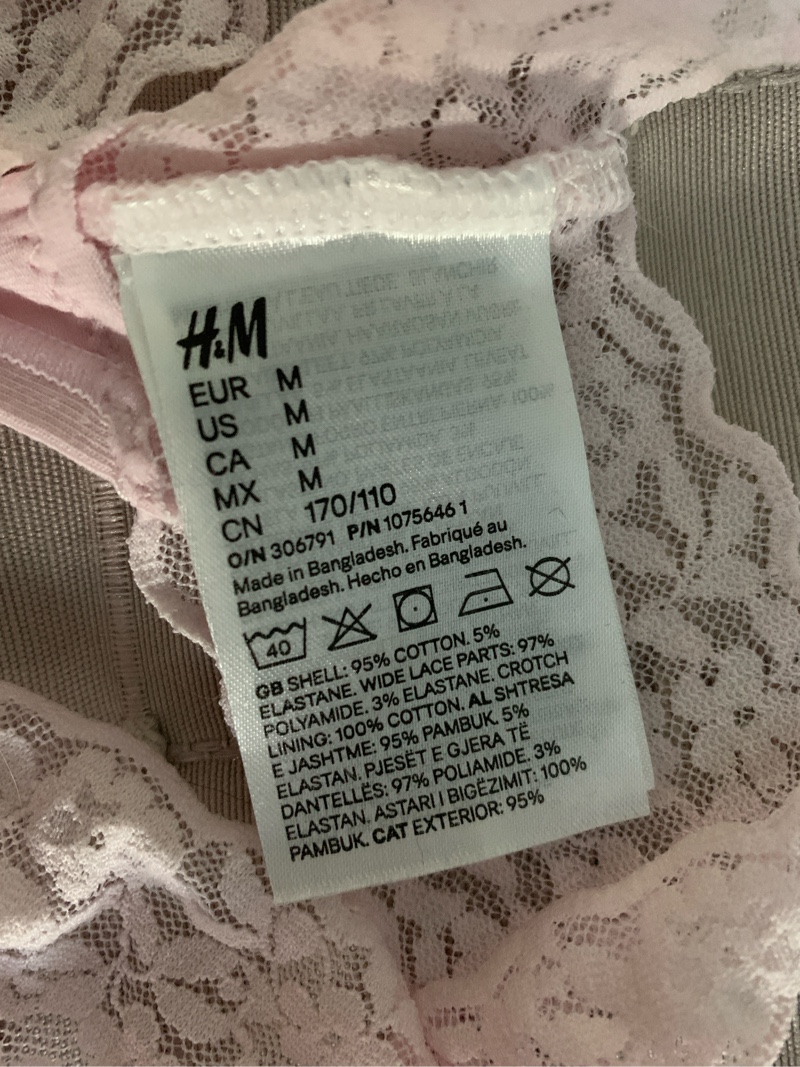 H&M
EUR M
US M
CA M
MX M
CN 170/110
O/N 306791 P/N 1075646 1
Made in Bangladesh. Fabriqué au
Bangladesh. Hecho en Bangladesh.
40
GB SHELL: 95% COTTON. 5%
ELASTANE. WIDE LACE PARTS: 97%
POLYAMIDE. 3% ELASTANE. CROTCH
LINING: 100% COTTON. AL SHTRESA
E JASHTME: 95% PAMBUK. 5%
ELASTAN. PJESËT E GJERA TË
DANTELLËS: 97% POLIAMIDE. 3%
ELASTAN. ASTARI I BIGËZIMIT: 100%
PAMBUK. CAT EXTERIOR: 95%